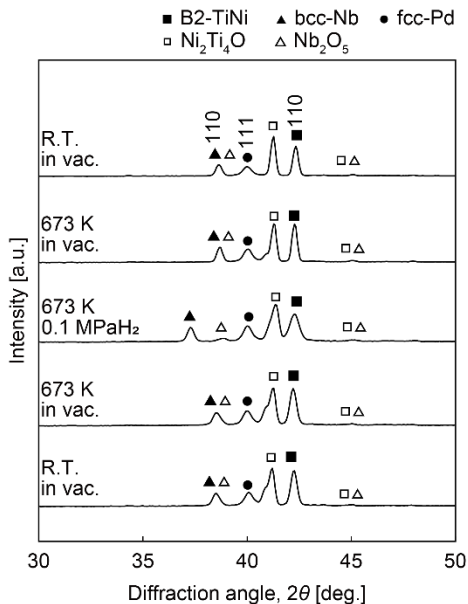 ■ B2-TiNi ▲ bcc-Nb ● fcc-Pd
□ Ni₂Ti₄O △ Nb₂O₅
110 111 110
R.T.
in vac.
673 K
in vac.
673 K
0.1 MPaH₂
673 K
in vac.
R.T.
in vac.
Intensity [a.u.]
30 35 40 45 50
Diffraction angle, 2θ [deg.]